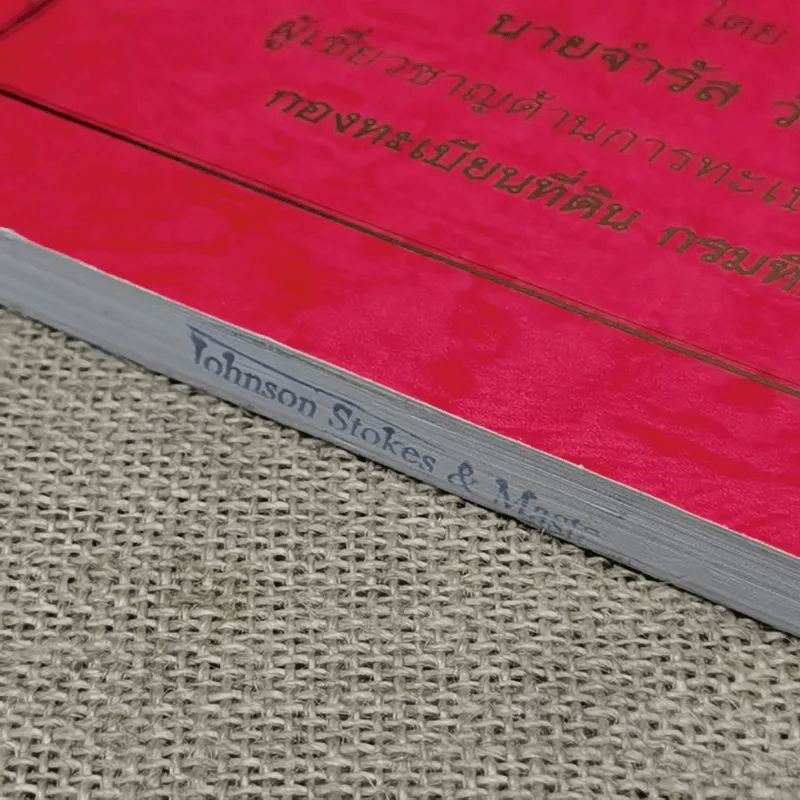 โดย
นายจำรัส
ผู้เชี่ยวชาญด้านการทะเบ
กองทะเบียนที่ดิน กรมที่
Johnson Stokes & Maste